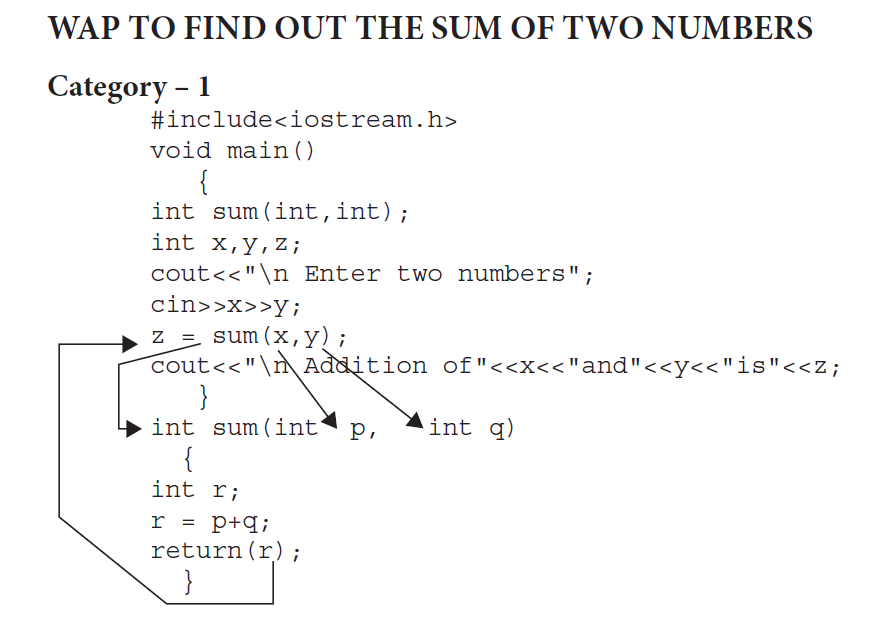 WAP TO FIND OUT THE SUM OF TWO NUMBERS
Category – 1
#include<iostream.h>
void main()
{
int sum(int,int);
int x,y,z;
cout<<"\n Enter two numbers";
cin>>x>>y;
z = sum(x,y);
cout<<"\n Addition of"<<x<<"and"<<y<<"is"<<z;
}
int sum(int p, int q)
{
int r;
r = p+q;
return(r);
}